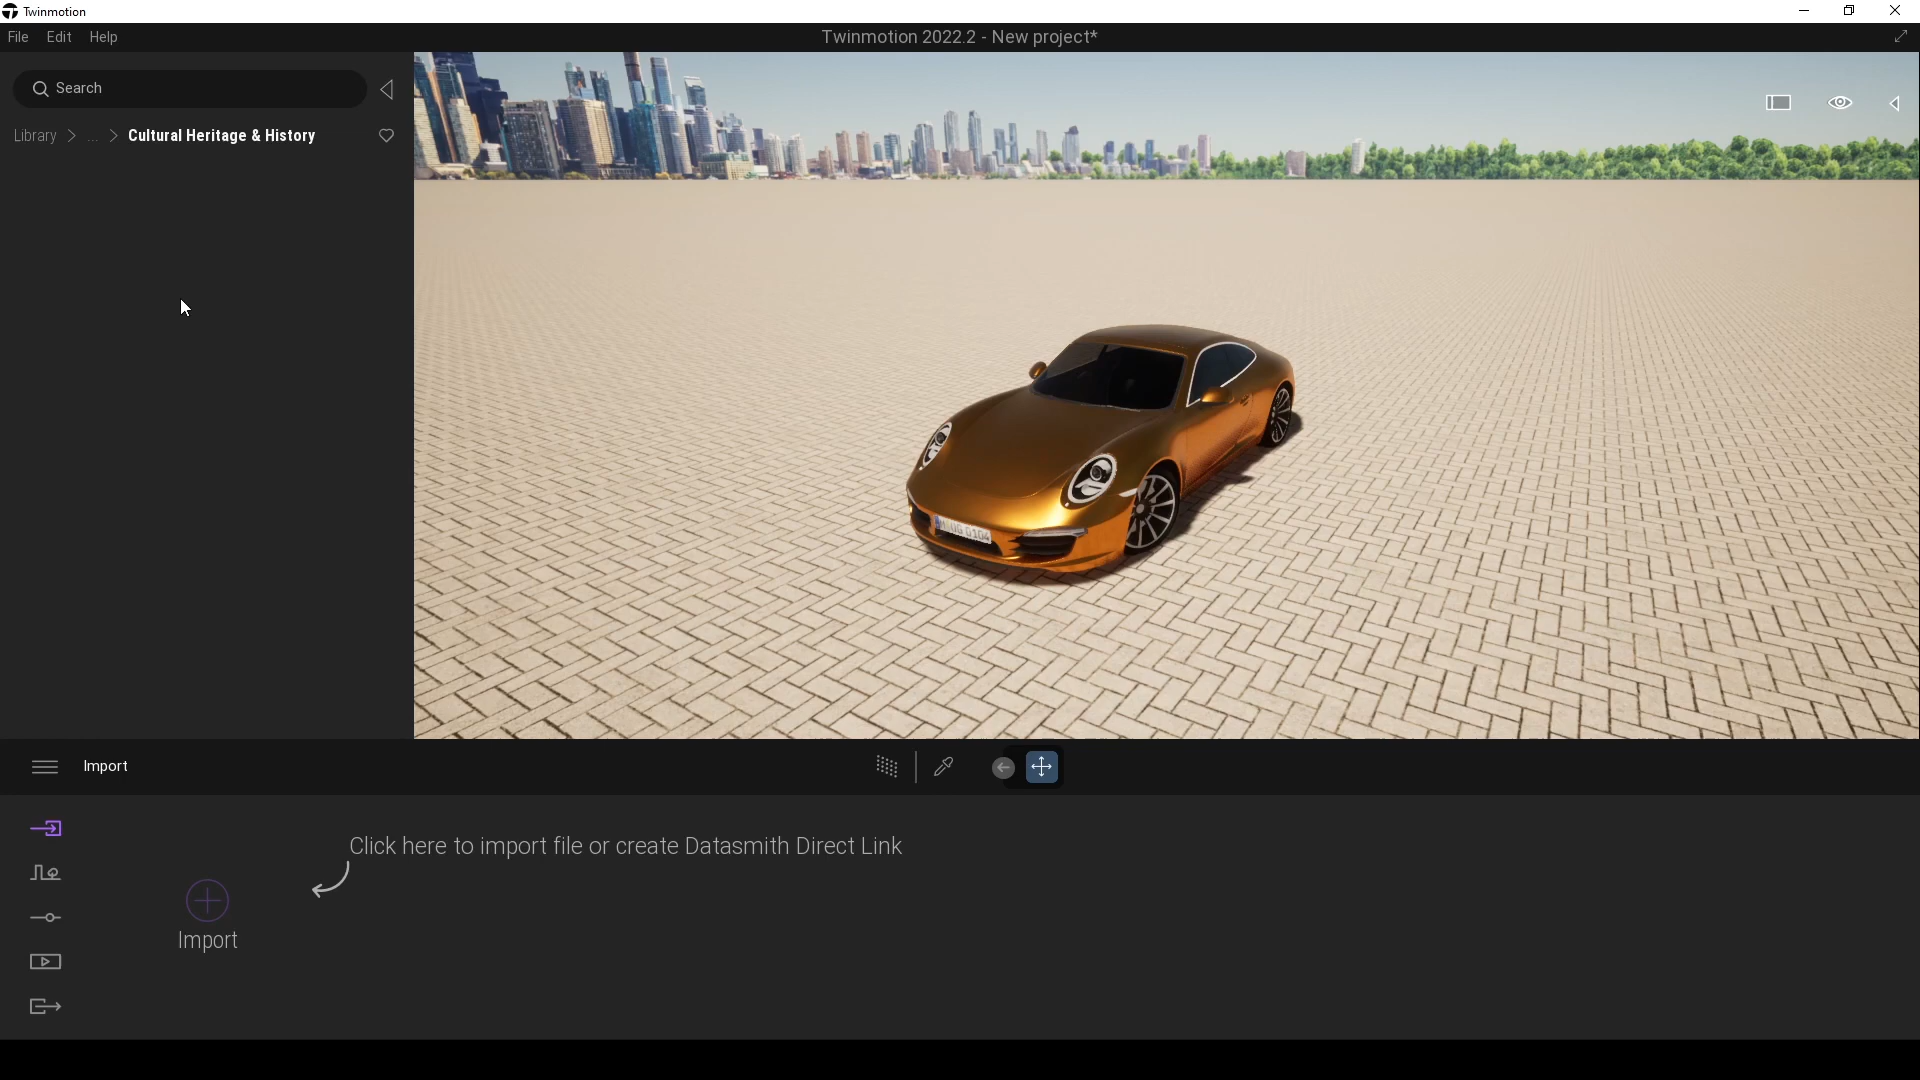 Twinmotion
File Edit Help
Twinmotion 2022.2 - New project*
Search
Library > ... > Cultural Heritage & History
Import
Click here to import file or create Datasmith Direct Link
Import